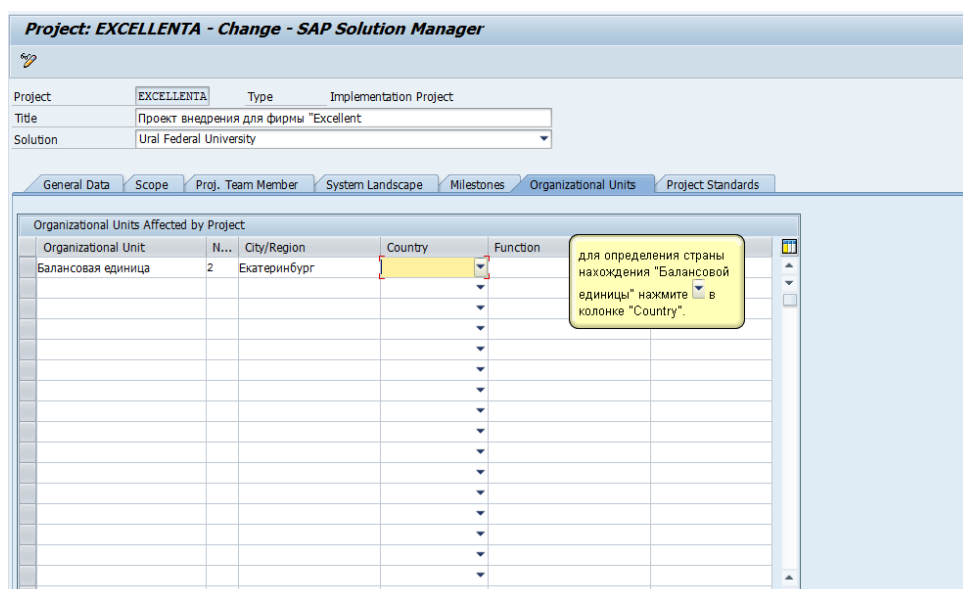 Project: EXCELLENTA - Change - SAP Solution Manager
Project EXCELLENTA Type Implementation Project
Title Проект внедрения для фирмы "Excellent
Solution Ural Federal University
General Data Scope Proj. Team Member System Landscape Milestones Organizational Units Project Standards
Organizational Units Affected by Project
Organizational Unit N... City/Region Country Function
Балансовая единица 2 Екатеринбург
для определения страны
нахождения "Балансовой
единицы" нажмите в
колонке "Country".